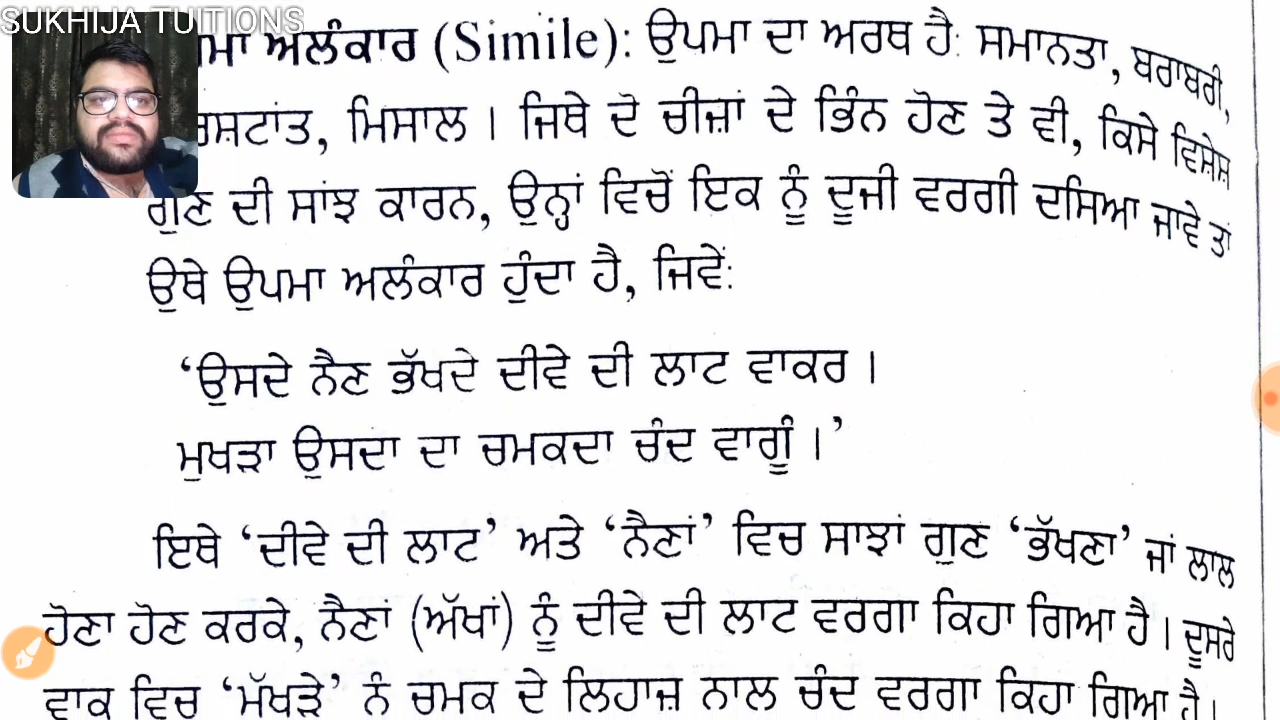 SUKHIJA TUITIONS
ਅਲੰਕਾਰ (Simile): ਉਪਮਾ ਦਾ ਅਰਥ ਹੈ: ਸਮਾਨਤਾ, ਬਰਾਬਰੀ,
ਮਿਸਾਲ । ਜਿਥੇ ਦੋ ਚੀਜ਼ਾਂ ਦੇ ਭਿੰਨ ਹੋਣ ਤੇ ਵੀ, ਕਿਸੇ ਵਿਸ਼ੇਸ਼
ਗੁਣ ਦੀ ਸਾਂਝ ਕਾਰਨ, ਉਨ੍ਹਾਂ ਵਿਚੋਂ ਇਕ ਨੂੰ ਦੂਜੀ ਵਰਗੀ ਦਸਿਆ ਜਾਵੇ ਤਾਂ
ਉਥੇ ਉਪਮਾ ਅਲੰਕਾਰ ਹੁੰਦਾ ਹੈ, ਜਿਵੇਂ:
‘ਉਸਦੇ ਨੈਣ ਭੱਖਦੇ ਦੀਵੇ ਦੀ ਲਾਟ ਵਾਕਰ ।
ਮੁਖੜਾ ਉਸਦਾ ਦਾ ਚਮਕਦਾ ਚੰਦ ਵਾਗੂੰ ।’
ਇਥੇ ‘ਦੀਵੇ ਦੀ ਲਾਟ’ ਅਤੇ ‘ਨੈਣਾਂ’ ਵਿਚ ਸਾਝਾਂ ਗੁਣ ‘ਭੱਖਣਾ’ ਜਾਂ ਲਾਲ
ਹੋਣਾ ਹੋਣ ਕਰਕੇ, ਨੈਣਾਂ (ਅੱਖਾਂ) ਨੂੰ ਦੀਵੇ ਦੀ ਲਾਟ ਵਰਗਾ ਕਿਹਾ ਗਿਆ ਹੈ । ਦੂਸਰੇ
ਵਾਕ ਵਿਚ ‘ਮੱਖੜੇ’ ਨੰ ਚਮਕ ਦੇ ਲਿਹਾਜ਼ ਨਾਲ ਚੰਦ ਵਰਗਾ ਕਿਹਾ ਗਿਆ ਹੈ ।